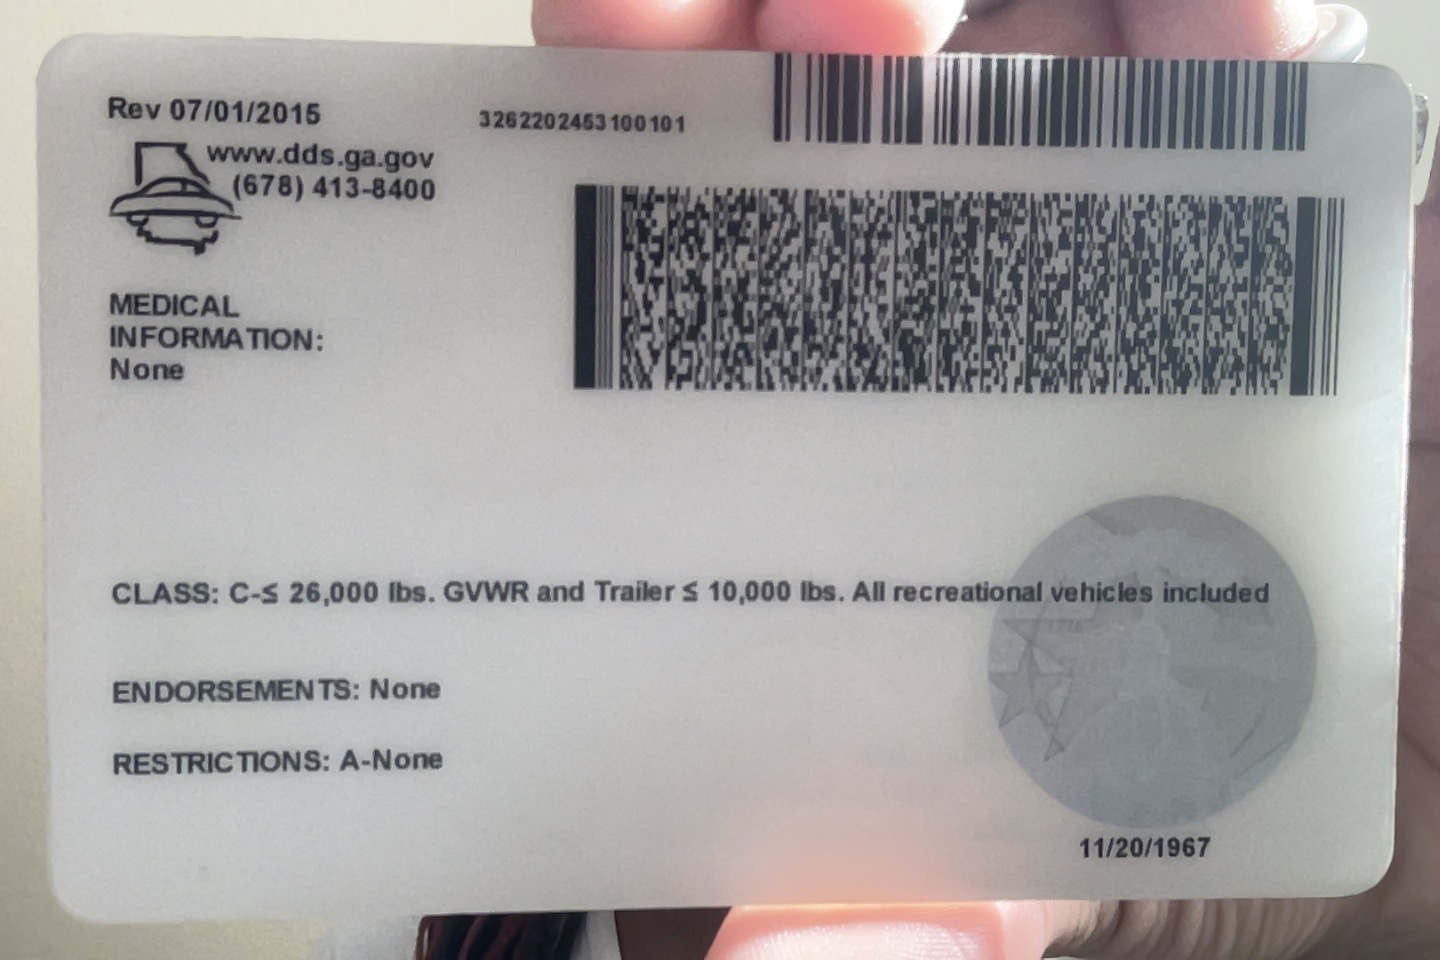 Rev 07/01/2015
3262202453100101
www.dds.ga.gov
(678) 413-8400
MEDICAL
INFORMATION:
None
CLASS: C-≤ 26,000 lbs. GVWR and Trailer ≤ 10,000 lbs. All recreational vehicles included
1776
ENDORSEMENTS: None
RESTRICTIONS: A-None
11/20/1967